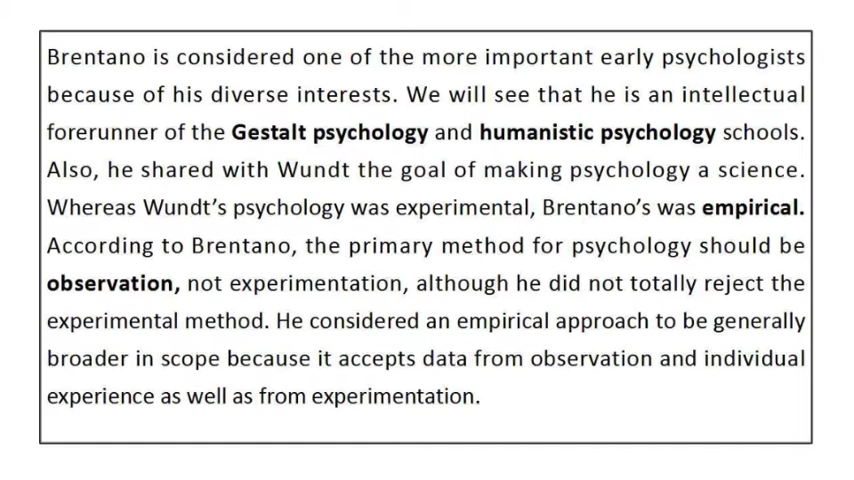 Brentano is considered one of the more important early psychologists
because of his diverse interests. We will see that he is an intellectual
forerunner of the Gestalt psychology and humanistic psychology schools.
Also, he shared with Wundt the goal of making psychology a science.
Whereas Wundt’s psychology was experimental, Brentano’s was empirical.
According to Brentano, the primary method for psychology should be
observation, not experimentation, although he did not totally reject the
experimental method. He considered an empirical approach to be generally
broader in scope because it accepts data from observation and individual
experience as well as from experimentation.